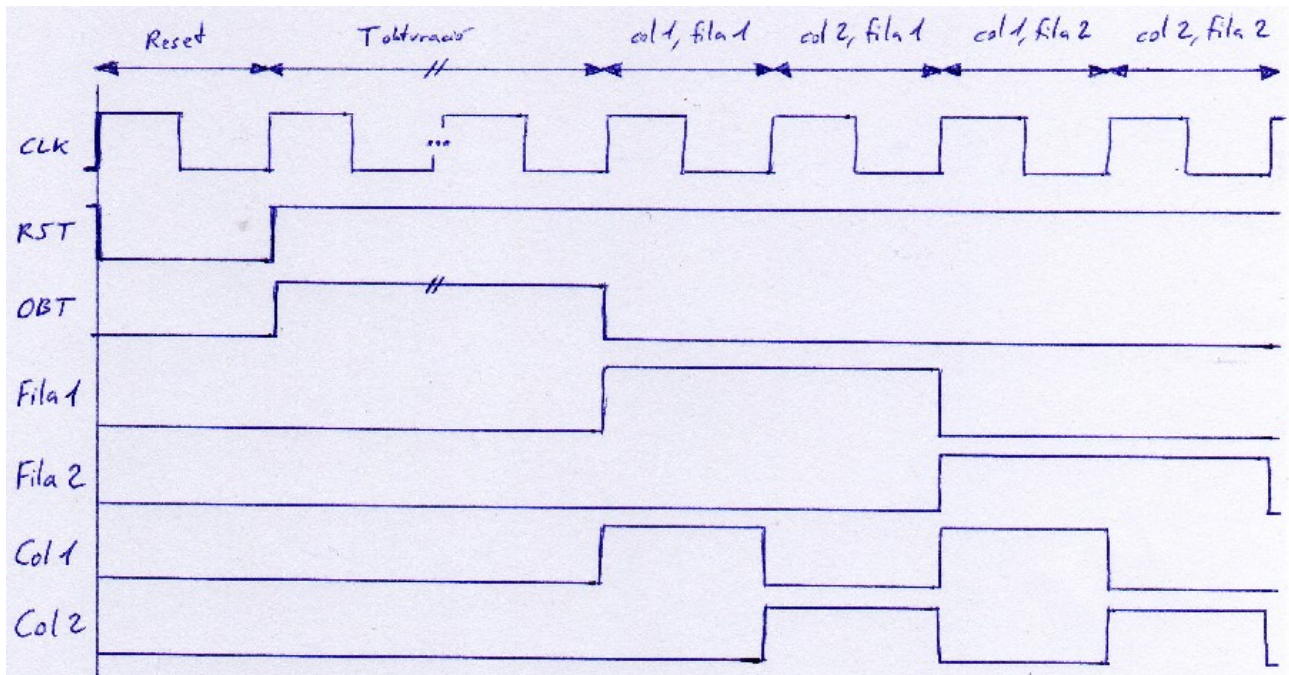 Reset Tobturació col 1, fila 1 col 2, fila 1 col 1, fila 2 col 2, fila 2
CLK ...
RST
OBT
Fila 1
Fila 2
Col 1
Col 2